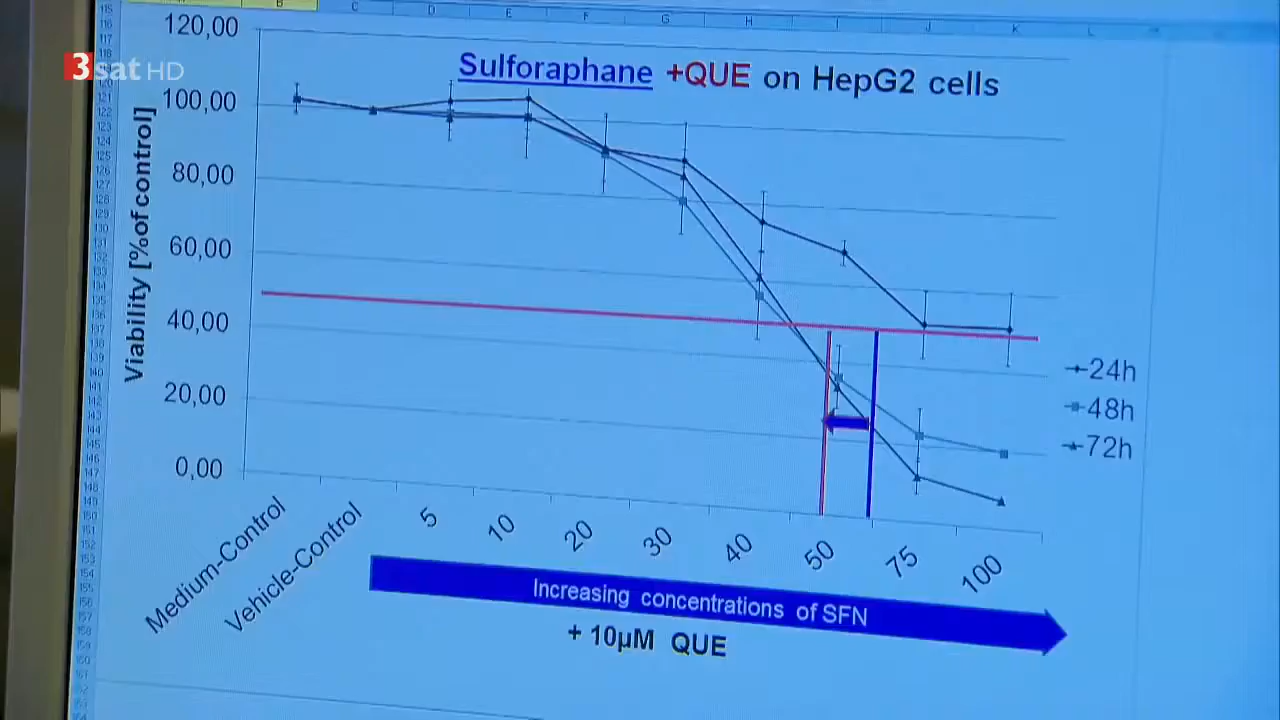 B C D E F G H I J K L
3sat HD
Sulforaphane +QUE on HepG2 cells
Viability [%of control]
120,00
100,00
80,00
60,00
40,00
20,00
0,00
24h
48h
72h
Medium-Control
Vehicle-Control
5
10
20
30
40
50
75
100
Increasing concentrations of SFN
+ 10µM QUE